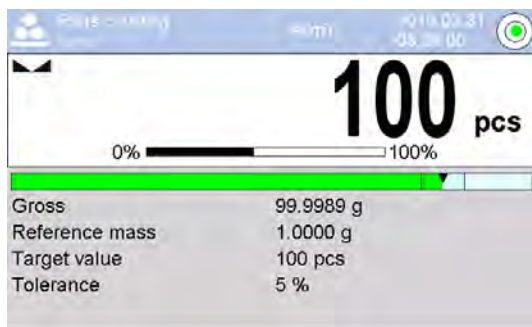 100 pcs
0% 100%
Gross 99.9989 g
Reference mass 1.0000 g
Target value 100 pcs
Tolerance 5 %